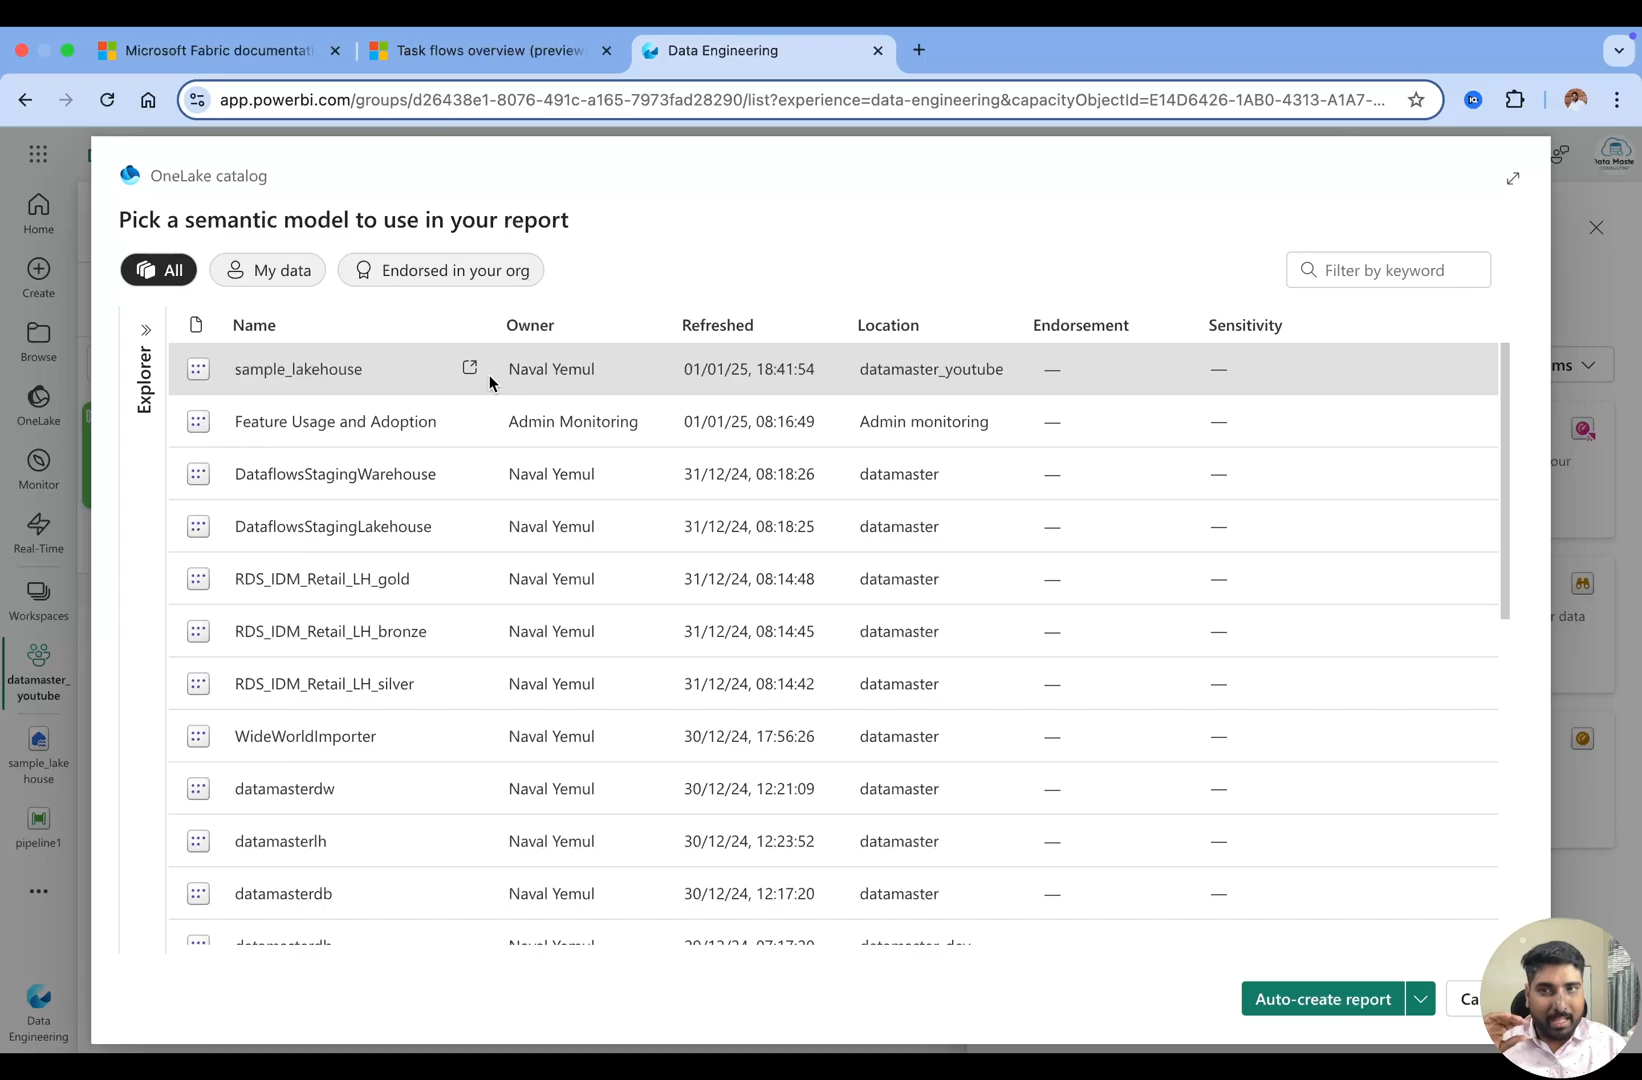 Microsoft Fabric documentati
Task flows overview (preview
Data Engineering
app.powerbi.com/groups/d26438e1-8076-491c-a165-7973fad28290/list?experience=data-engineering&capacityObjectId=E14D6426-1AB0-4313-A1A7-...
OneLake catalog
Pick a semantic model to use in your report
All
My data
Endorsed in your org
Filter by keyword
Explorer
Name Owner Refreshed Location Endorsement Sensitivity
sample_lakehouse Naval Yemul 01/01/25, 18:41:54 datamaster_youtube — —
Feature Usage and Adoption Admin Monitoring 01/01/25, 08:16:49 Admin monitoring — —
DataflowsStagingWarehouse Naval Yemul 31/12/24, 08:18:26 datamaster — —
DataflowsStagingLakehouse Naval Yemul 31/12/24, 08:18:25 datamaster — —
RDS_IDM_Retail_LH_gold Naval Yemul 31/12/24, 08:14:48 datamaster — —
RDS_IDM_Retail_LH_bronze Naval Yemul 31/12/24, 08:14:45 datamaster — —
RDS_IDM_Retail_LH_silver Naval Yemul 31/12/24, 08:14:42 datamaster — —
WideWorldImporter Naval Yemul 30/12/24, 17:56:26 datamaster — —
datamasterdw Naval Yemul 30/12/24, 12:21:09 datamaster — —
datamasterlh Naval Yemul 30/12/24, 12:23:52 datamaster — —
datamasterdb Naval Yemul 30/12/24, 12:17:20 datamaster — —
Auto-create report
Ca
Home
Create
Browse
OneLake
Monitor
Real-Time
Workspaces
datamaster_
youtube
sample_lake
house
pipeline1
Data
Engineering
ms
our
r data